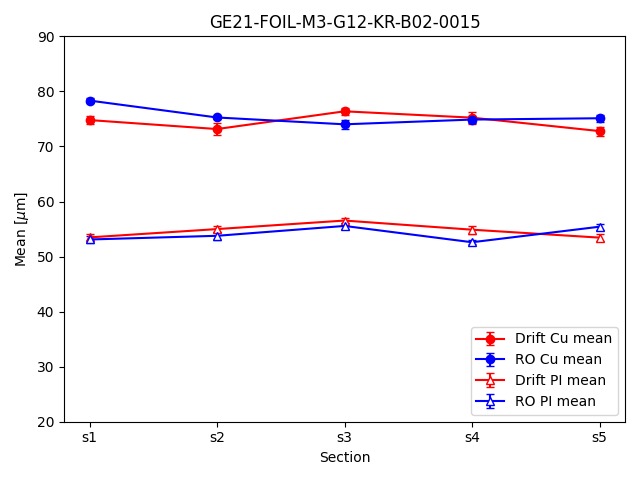 GE21-FOIL-M3-G12-KR-B02-0015
Mean [μm]
90
80
70
60
50
40
30
20
s1 s2 s3 s4 s5
Section
Drift Cu mean
RO Cu mean
Drift PI mean
RO PI mean